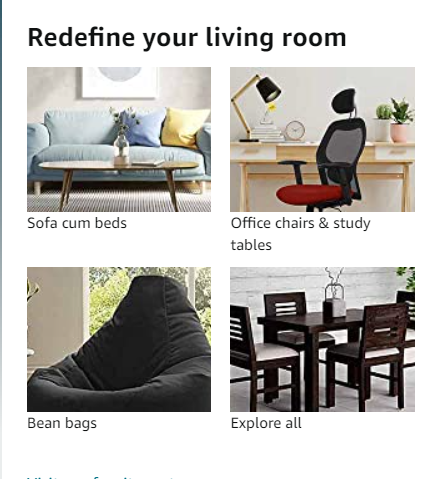 Redefine your living room
Sofa cum beds
Office chairs & study
tables
Bean bags
Explore all